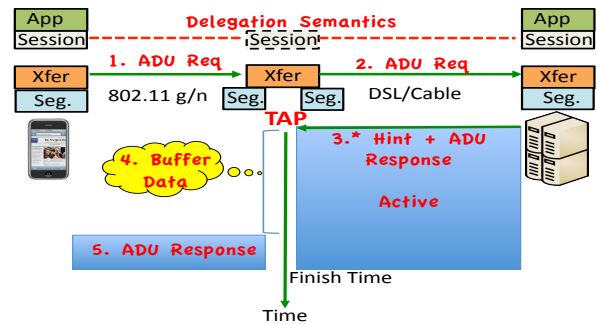 App
Delegation Semantics
App
Session
Session
Session
1. ADU Req
2. ADU Req
Xfer
Xfer
Xfer
802.11 g/n
DSL/Cable
Seg.
Seg.
Seg.
Seg.
TAP
3.* Hint + ADU
Response
4. Buffer
Data
Active
5. ADU Response
Finish Time
Time